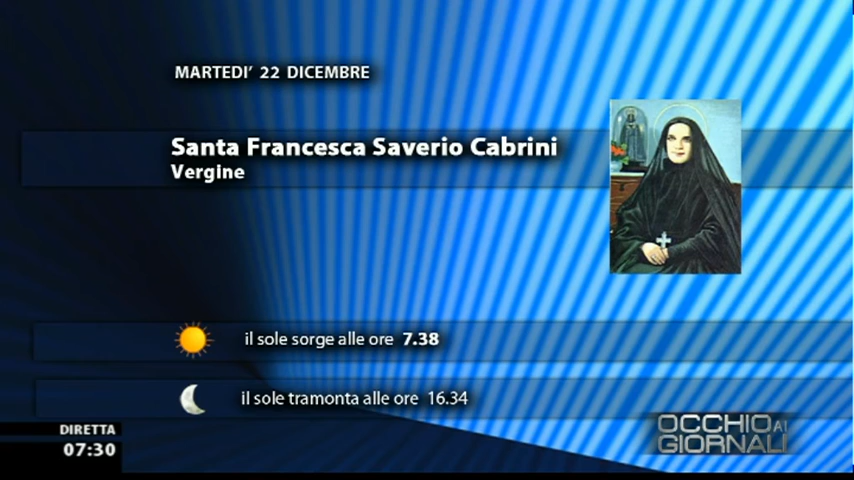 MARTEDI' 22 DICEMBRE
Santa Francesca Saverio Cabrini
Vergine
il sole sorge alle ore 7.38
il sole tramonta alle ore 16.34
DIRETTA
07:30
OCCHIO AI
GIORNALI